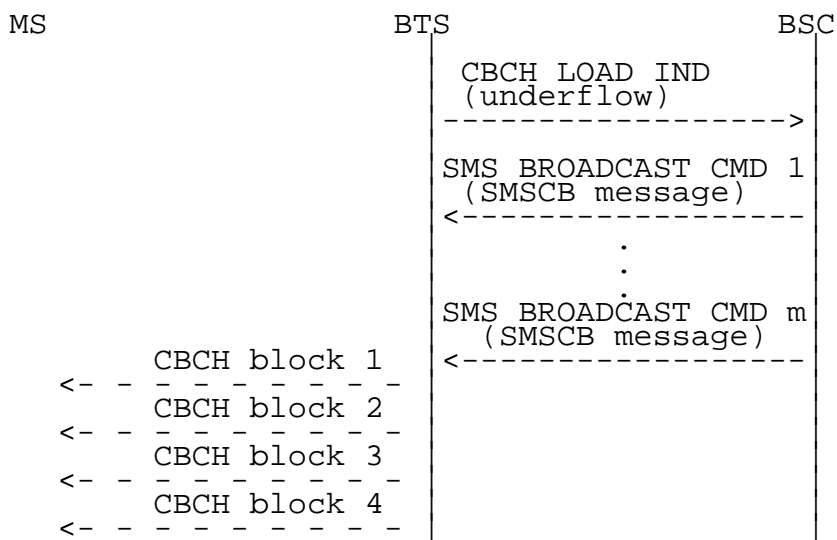 MS BTS BSC
CBCH LOAD IND
(underflow)
SMS BROADCAST CMD 1
(SMSCB message)
.
.
.
SMS BROADCAST CMD m
(SMSCB message)
CBCH block 1
CBCH block 2
CBCH block 3
CBCH block 4